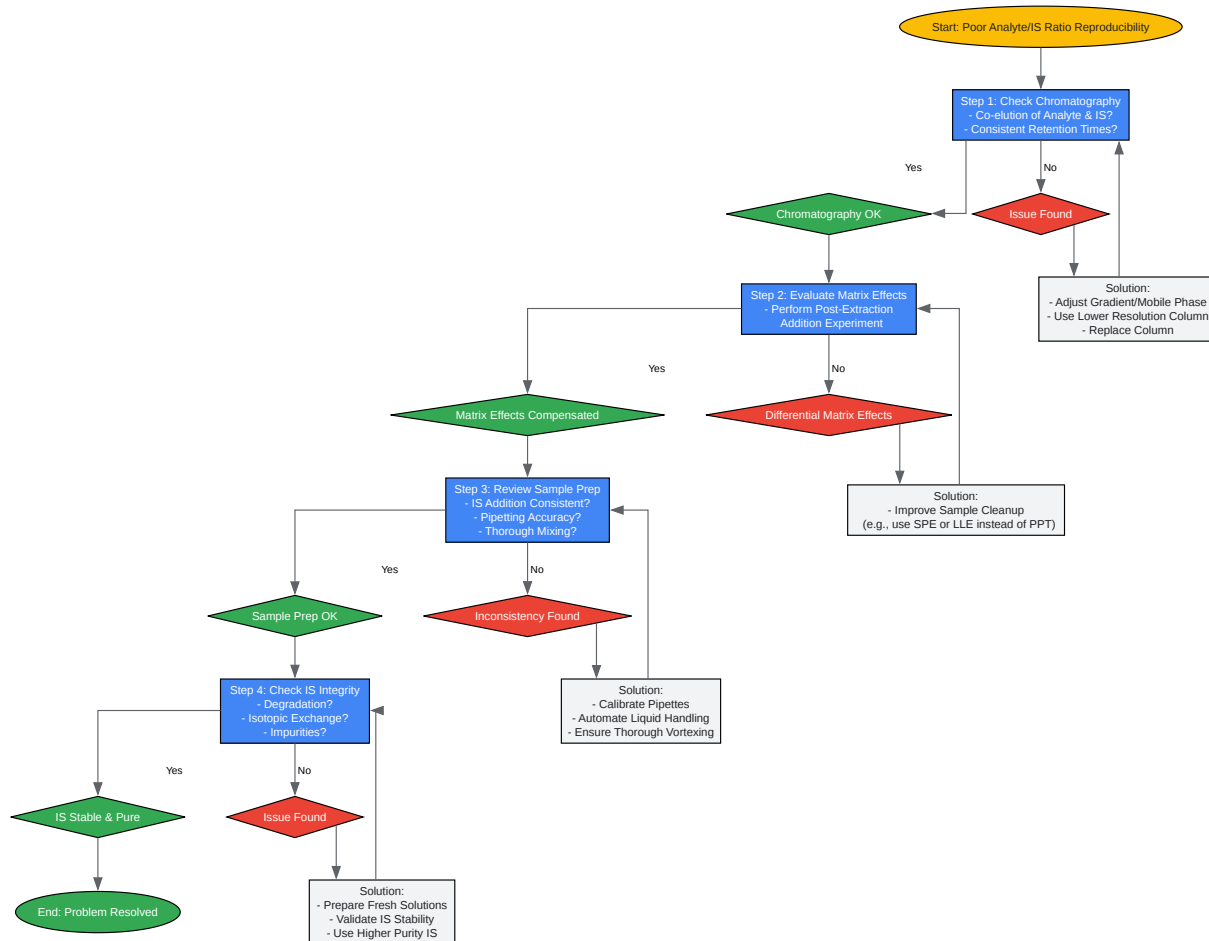 Start: Poor Analyte/IS Ratio Reproducibility
Step 1: Check Chromatography
- Co-elution of Analyte & IS?
- Consistent Retention Times?
Yes
No
Chromatography OK
Issue Found
Solution:
- Adjust Gradient/Mobile Phase
- Use Lower Resolution Column
- Replace Column
Step 2: Evaluate Matrix Effects
- Perform Post-Extraction
Addition Experiment
Yes
No
Matrix Effects Compensated
Differential Matrix Effects
Solution:
- Improve Sample Cleanup
(e.g., use SPE or LLE instead of PPT)
Step 3: Review Sample Prep
- IS Addition Consistent?
- Pipetting Accuracy?
- Thorough Mixing?
Yes
No
Sample Prep OK
Inconsistency Found
Solution:
- Calibrate Pipettes
- Automate Liquid Handling
- Ensure Thorough Vortexing
Step 4: Check IS Integrity
- Degradation?
- Isotopic Exchange?
- Impurities?
Yes
No
IS Stable & Pure
Issue Found
Solution:
- Prepare Fresh Solutions
- Validate IS Stability
- Use Higher Purity IS
End: Problem Resolved